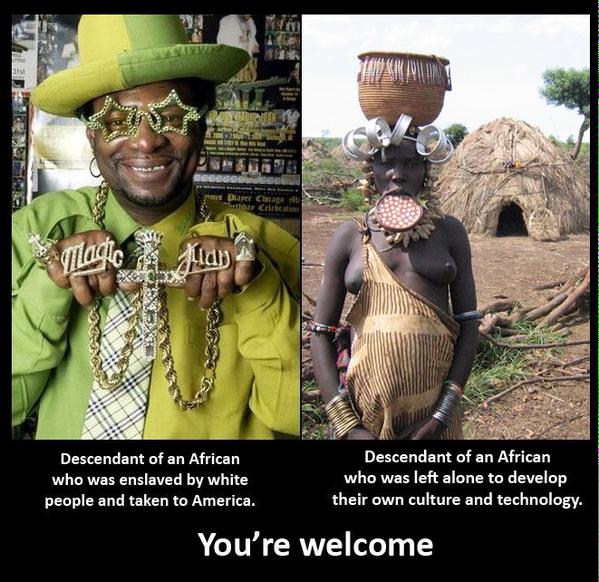 Magic
Juan
Descendant of an African
who was enslaved by white
people and taken to America.
Descendant of an African
who was left alone to develop
their own culture and technology.
You're welcome